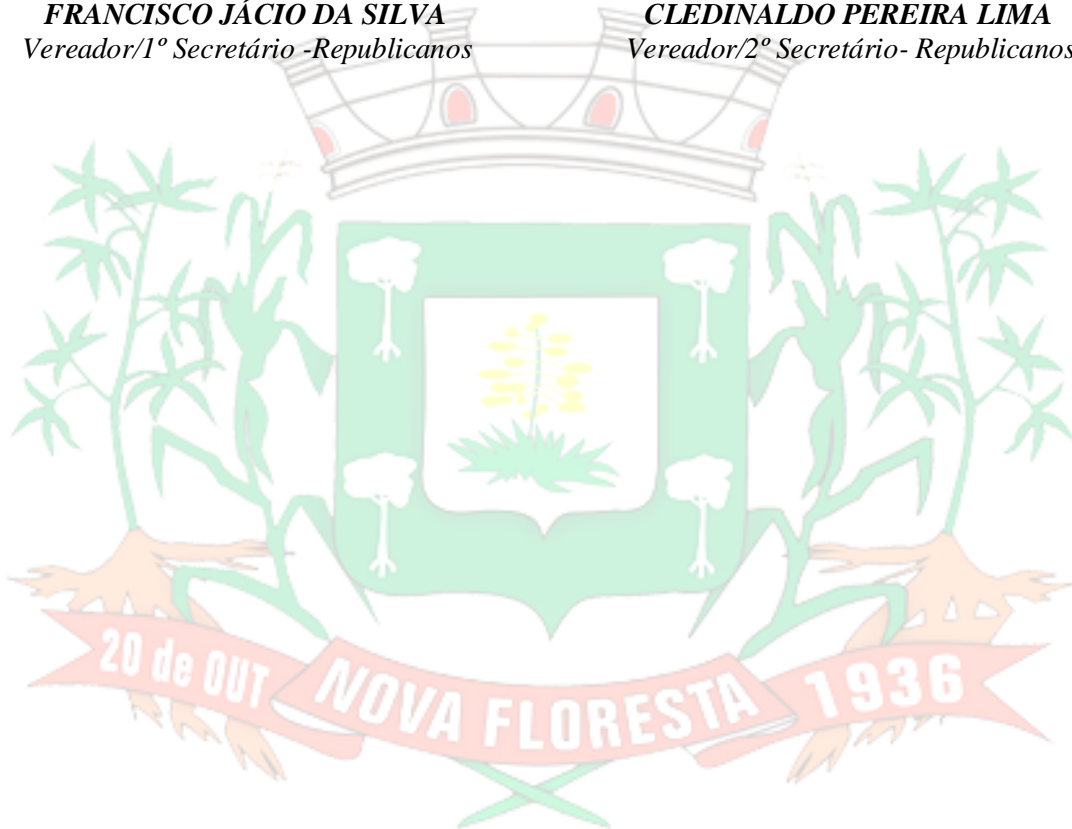 FRANCISCO JÁCIO DA SILVA
Vereador/1º Secretário -Republicanos
CLEDINALDO PEREIRA LIMA
Vereador/2º Secretário- Republicanos
20 de OUT
NOVA FLORESTA
1936